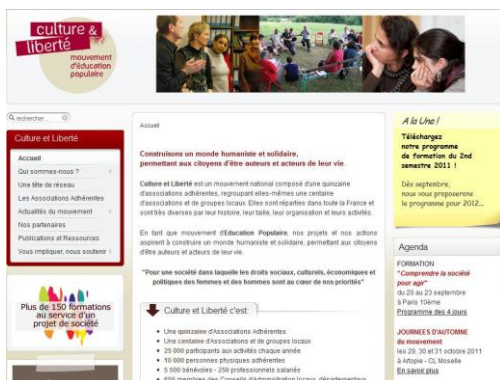 culture &
liberté
mouvement
d'éducation
populaire
rechercher...
Culture et Liberté
Accueil
Qui sommes-nous ?
Une tête de réseau
Les Associations Adhérentes
Actualités du mouvement
Nos partenaires
Publications et Ressources
Vous impliquer, nous soutenir
Plus de 150 formations
au service d'un
projet de société
Accueil
Construisons un monde humaniste et solidaire,
permettant aux citoyens d'être auteurs et acteurs de leur vie.
Culture et Liberté est un mouvement national composé d'une quinzaine
d'associations adhérentes, regroupant elles-mêmes une centaine
d'associations et de groupes locaux. Elles sont réparties dans toute la France et
sont très diverses par leur histoire, leur taille, leur organisation et leurs activités.
En tant que mouvement d'Education Populaire, nos projets et nos actions
aspirent à construire un monde humaniste et solidaire, permettant aux citoyens
d'être auteurs et acteurs de leur vie.
"Pour une société dans laquelle les droits sociaux, culturels, économiques et
politiques des femmes et des hommes sont au cœur de nos priorités"
Culture et Liberté c'est:
Une quinzaine d'Associations Adhérentes
Une centaine d'Associations et de groupes locaux
25 000 participants aux activités chaque année
10 000 personnes physiques adhérentes
5 500 bénévoles - 250 professionnels salariés
650 membres des Conseils d'Administration locaux, départementaux
A la Une !
Téléchargez
notre programme
de formation du 2nd
semestre 2011 !
Dès septembre,
nous vous proposerons
le programme pour 2012...
Agenda
FORMATION
"Comprendre la société
pour agir"
du 20 au 23 septembre
à Paris 10ème
Programme des 4 jours
JOURNEES D'AUTOMNE
du mouvement
les 29, 30 et 31 octobre 2011
à Artopie - CL Moselle
En savoir plus